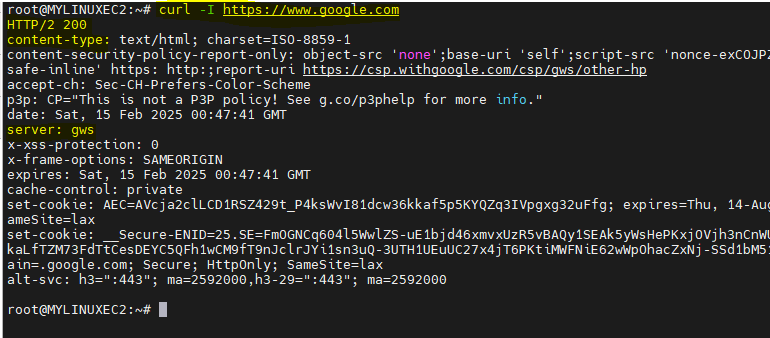 root@MYLINUXEC2:~# curl -I https://www.google.com
HTTP/2 200
content-type: text/html; charset=ISO-8859-1
content-security-policy-report-only: object-src 'none';base-uri 'self';script-src 'nonce-exCOJPZ
safe-inline' https: http:;report-uri https://csp.withgoogle.com/csp/gws/other-hp
accept-ch: Sec-CH-Prefers-Color-Scheme
p3p: CP="This is not a P3P policy! See g.co/p3phelp for more info."
date: Sat, 15 Feb 2025 00:47:41 GMT
server: gws
x-xss-protection: 0
x-frame-options: SAMEORIGIN
expires: Sat, 15 Feb 2025 00:47:41 GMT
cache-control: private
set-cookie: AEC=AVcja2clLCD1RSZ429t_P4ksWvI81dcw36kkaf5p5KYQZq3IVpgxg32uFfg; expires=Thu, 14-Aug
ameSite=lax
set-cookie: __Secure-ENID=25.SE=FmOGNCq604l5WwlZS-uE1bjd46xmvxUzR5vBAQy1SEAk5yWsHePKxjOVjh3nCnWU
kaLfTZM73FdTtCesDEYC5QFh1wCM9fT9nJclrJYi1sn3uQ-3UTH1UEuUC27x4jT6PKtiMWFNiE62wWpOhacZxNj-SSd1bM51
ain=.google.com; Secure; HttpOnly; SameSite=lax
alt-svc: h3=":443"; ma=2592000,h3-29=":443"; ma=2592000
root@MYLINUXEC2:~#